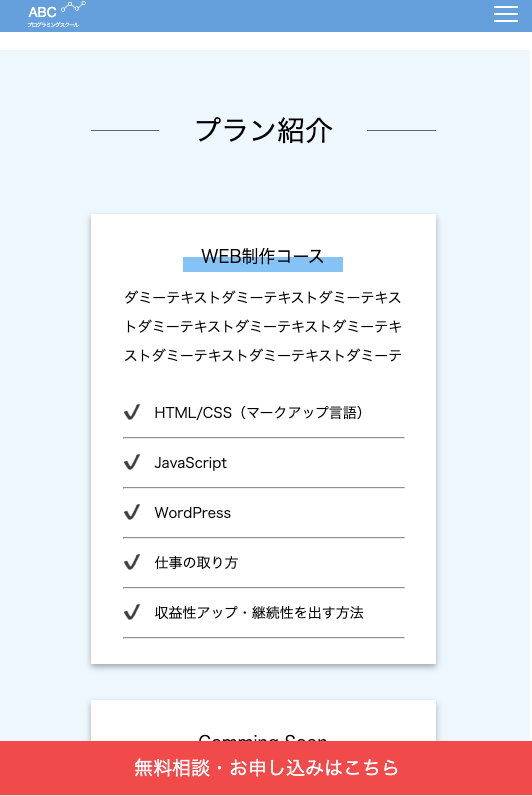 ABC
プログラミングスクール
プラン紹介
WEB制作コース
ダミーテキストダミーテキストダミーテキス
トダミーテキストダミーテキストダミーテキ
ストダミーテキストダミーテキストダミーテ
HTML/CSS（マークアップ言語）
JavaScript
WordPress
仕事の取り方
収益性アップ・継続性を出す方法
Comming Soon
無料相談・お申し込みはこちら